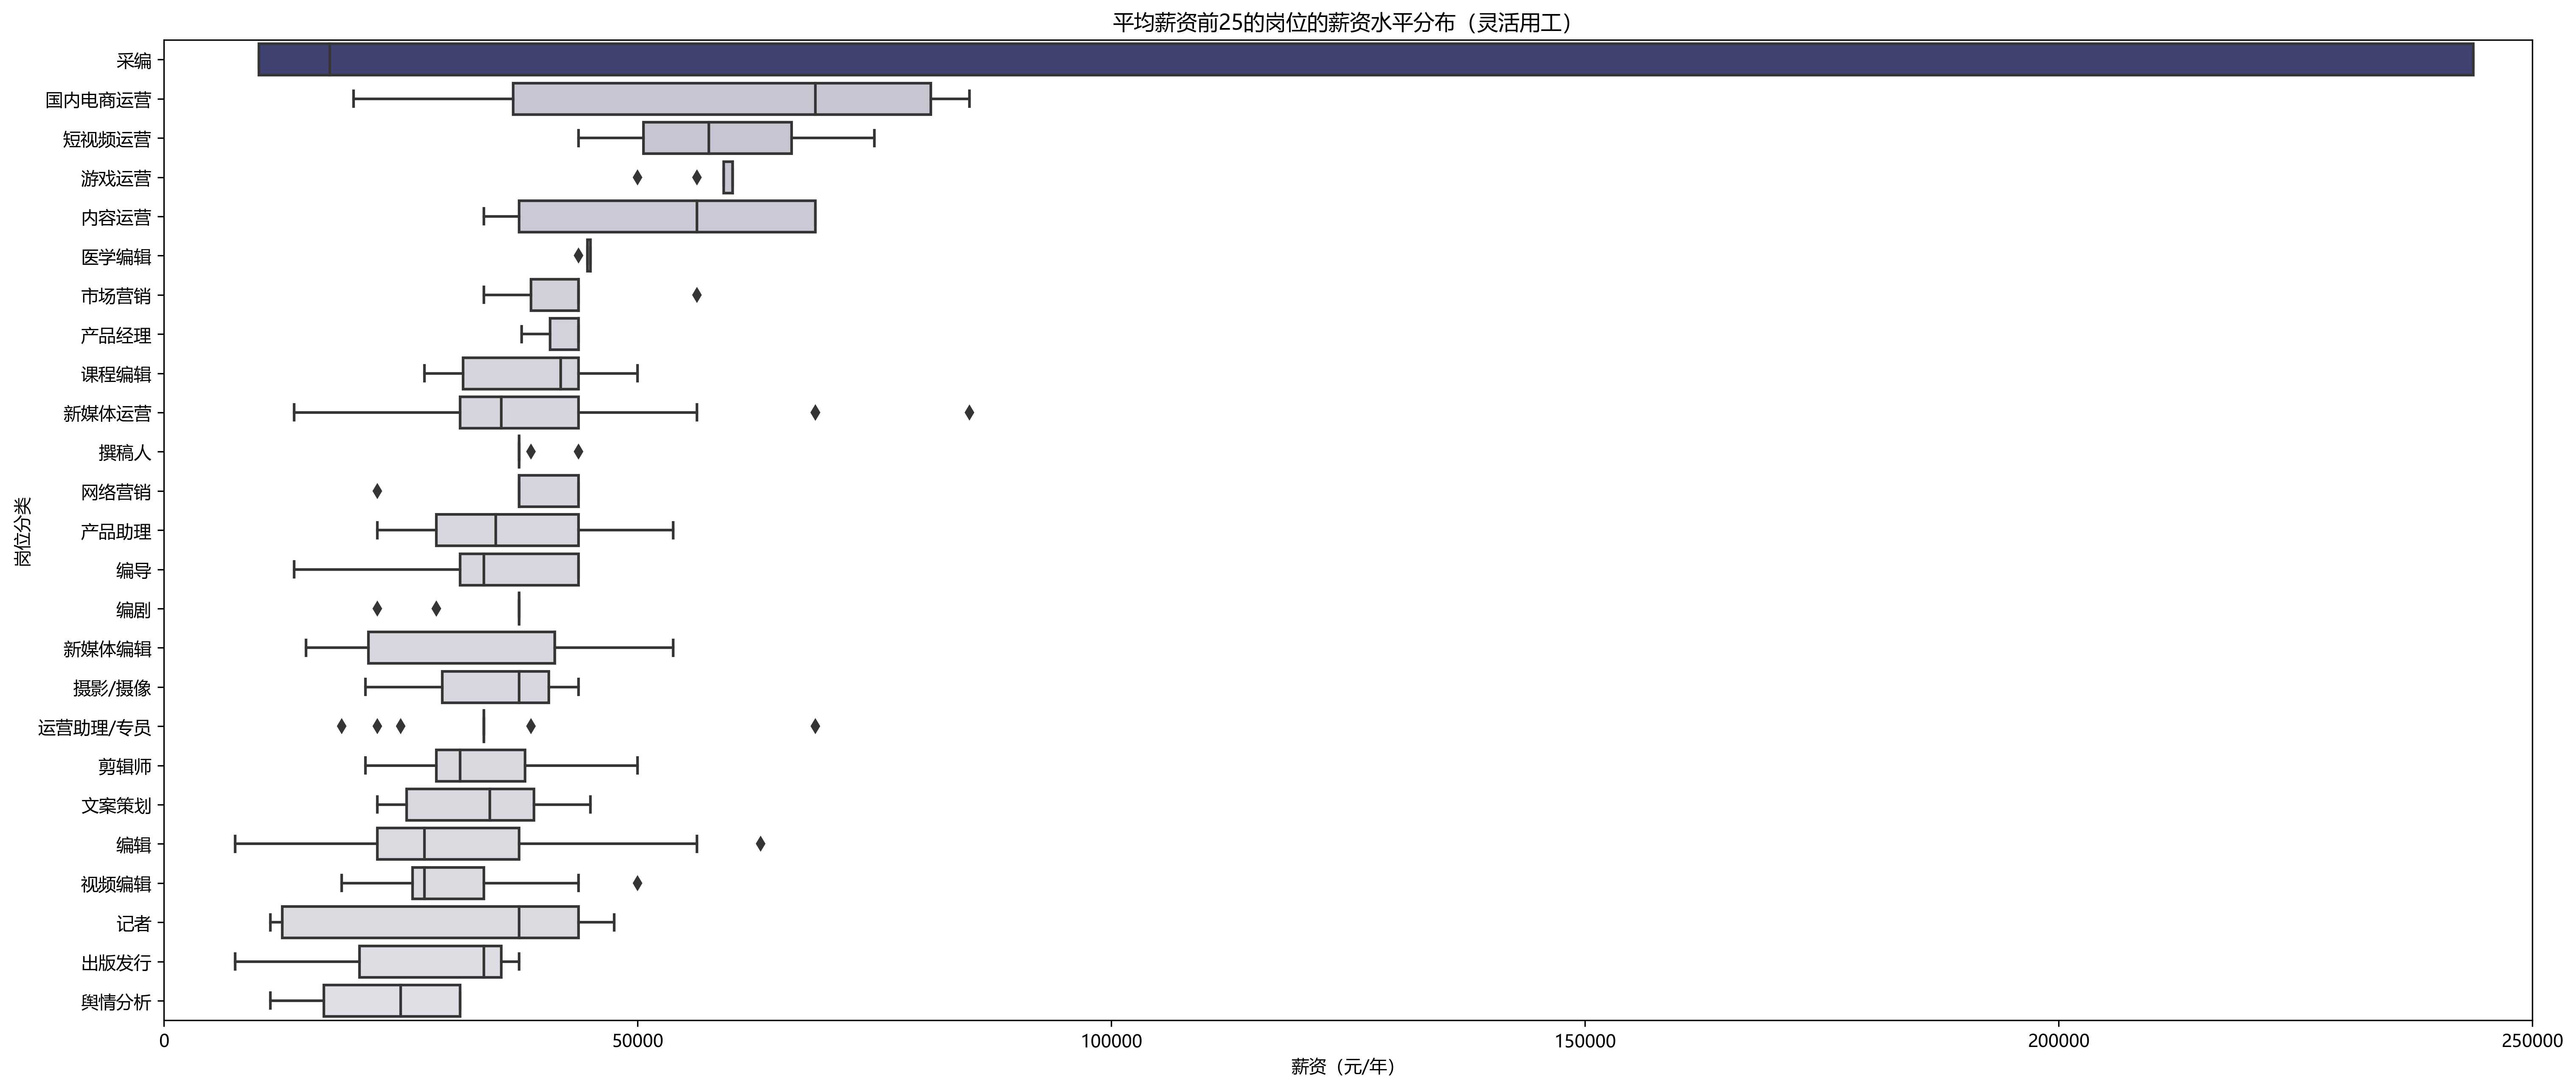 平均薪资前25的岗位的薪资水平分布（灵活用工）
采编
国内电商运营
短视频运营
游戏运营
内容运营
医学编辑
市场营销
产品经理
课程编辑
新媒体运营
撰稿人
网络营销
产品助理
编导
编剧
新媒体编辑
摄影/摄像
运营助理/专员
剪辑师
文案策划
编辑
视频编辑
记者
出版发行
舆情分析
岗位分类
0 50000 100000 150000 200000 250000
薪资（元/年）